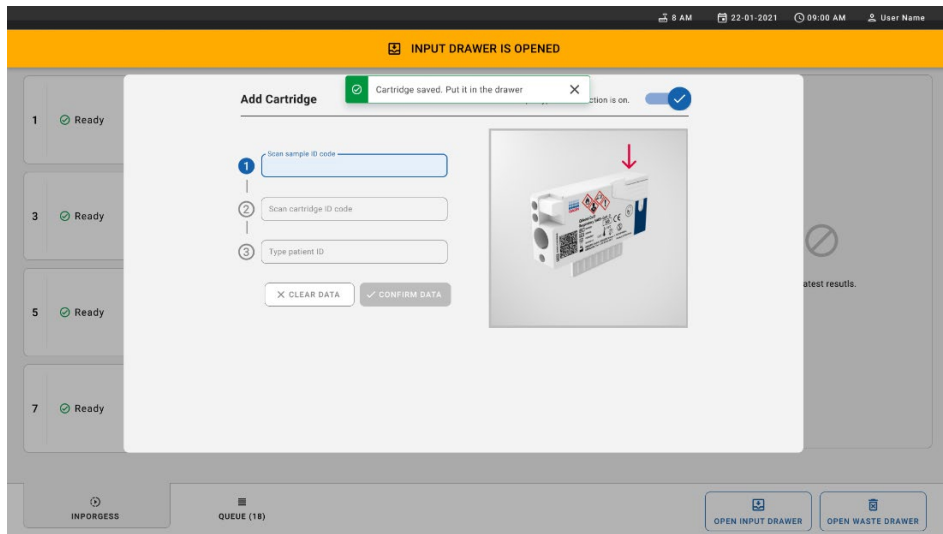 8 AM
22-01-2021
09:00 AM
User Name
INPUT DRAWER IS OPENED
Cartridge saved. Put it in the drawer
Add Cartridge
ction is on.
1 Ready
3 Ready
5 Ready
7 Ready
1 Scan sample ID code
2 Scan cartridge ID code
3 Type patient ID
CLEAR DATA
CONFIRM DATA
CE
atest resutls.
INPORGESS
QUEUE (18)
OPEN INPUT DRAWER
OPEN WASTE DRAWER